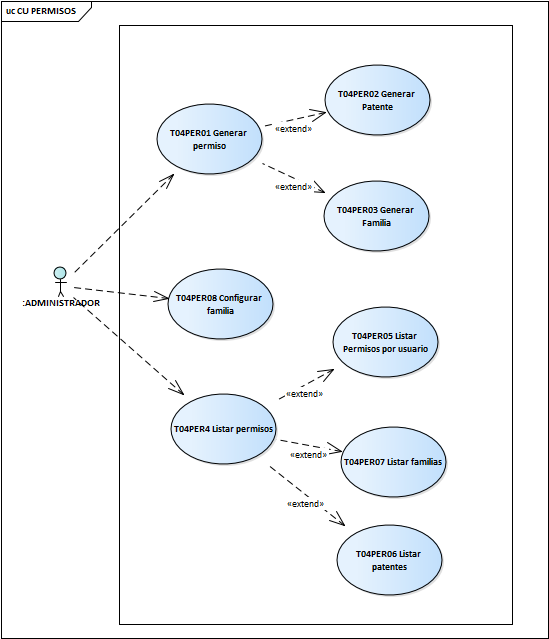 uc CU PERMISOS
T04PER02 Generar
Patente
T04PER01 Generar
permiso
«extend»
«extend»
T04PER03 Generar
Familia
:ADMINISTRADOR
T04PER08 Configurar
familia
T04PER05 Listar
Permisos por usuario
«extend»
T04PER4 Listar permisos
«extend»
T04PER07 Listar familias
«extend»
T04PER06 Listar
patentes